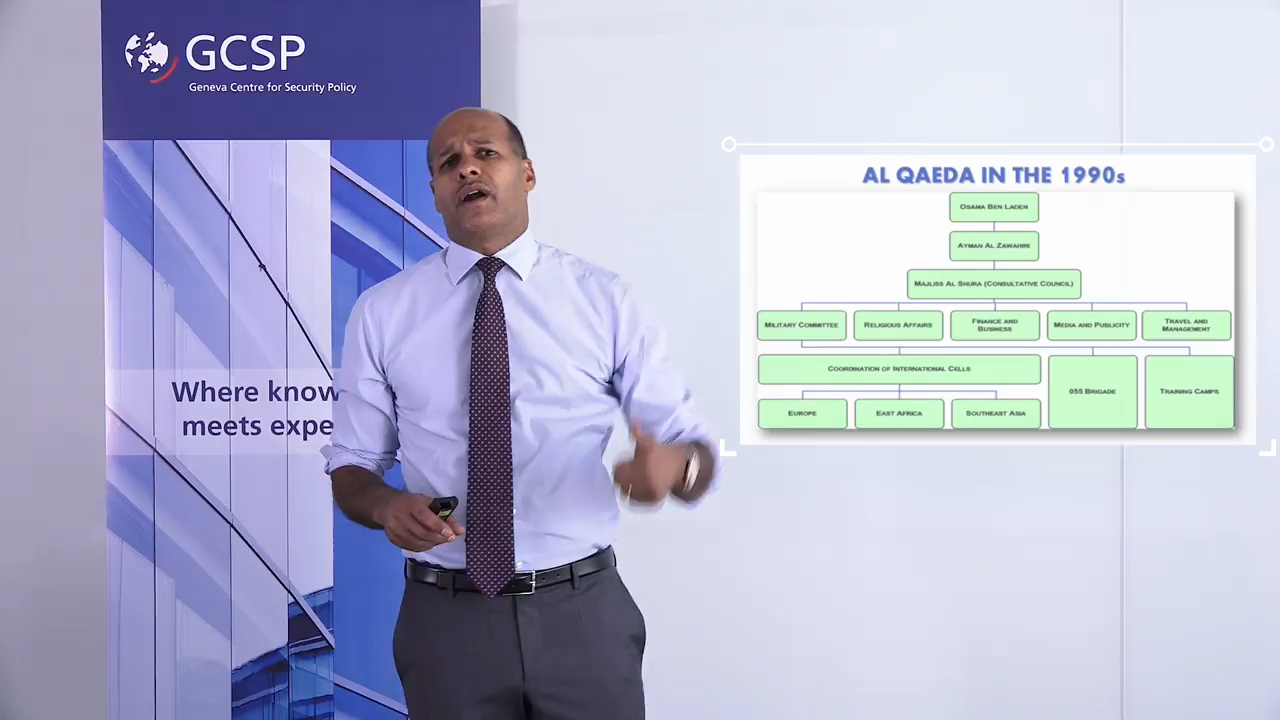 GCSP
Geneva Centre for Security Policy
Where know
meets expe
AL QAEDA IN THE 1990s
OSAMA BEN LADEN
AYMAN AL ZAWAHIRI
MAJLISS AL SHURA (CONSULTATIVE COUNCIL)
MILITARY COMMITTEE
RELIGIOUS AFFAIRS
FINANCE AND
BUSINESS
MEDIA AND PUBLICITY
TRAVEL AND
MANAGEMENT
COORDINATION OF INTERNATIONAL CELLS
055 BRIGADE
TRAINING CAMPS
EUROPE
EAST AFRICA
SOUTHEAST ASIA